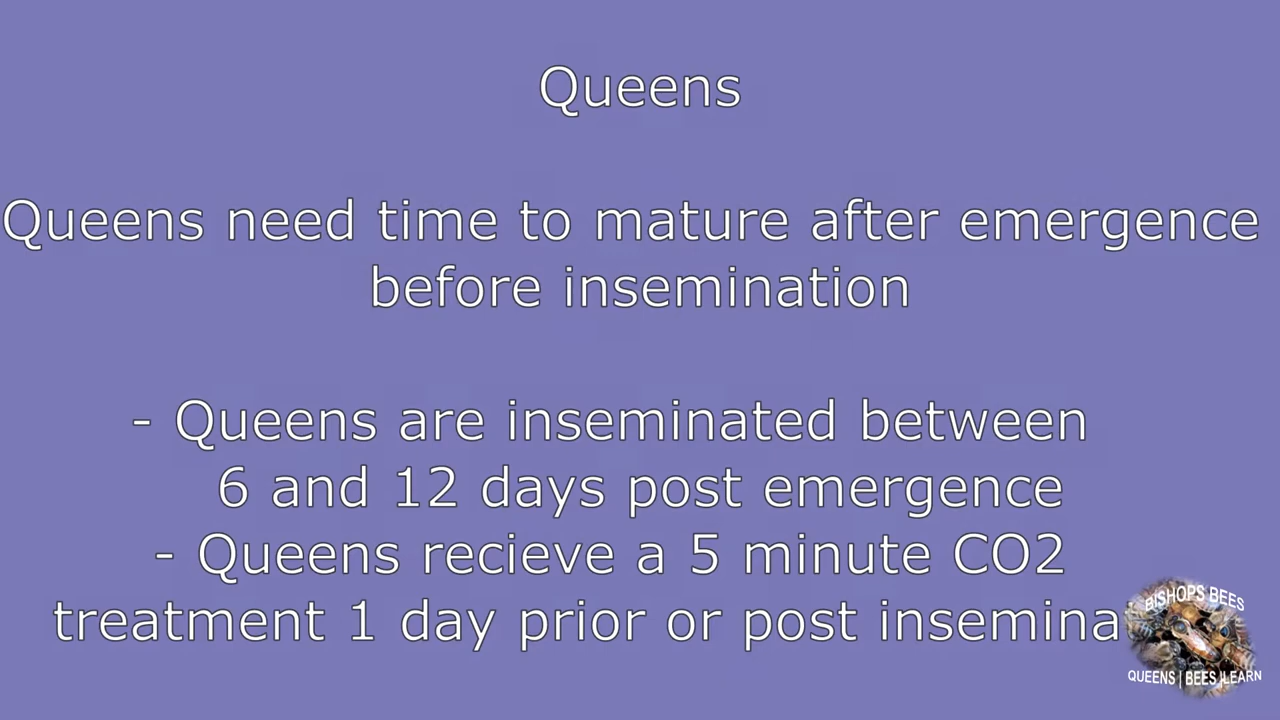 Queens
Queens need time to mature after emergence
before insemination
- Queens are inseminated between
6 and 12 days post emergence
- Queens recieve a 5 minute CO2
treatment 1 day prior or post insemina
BISHOPS BEES
QUEENS | BEES | LEARN